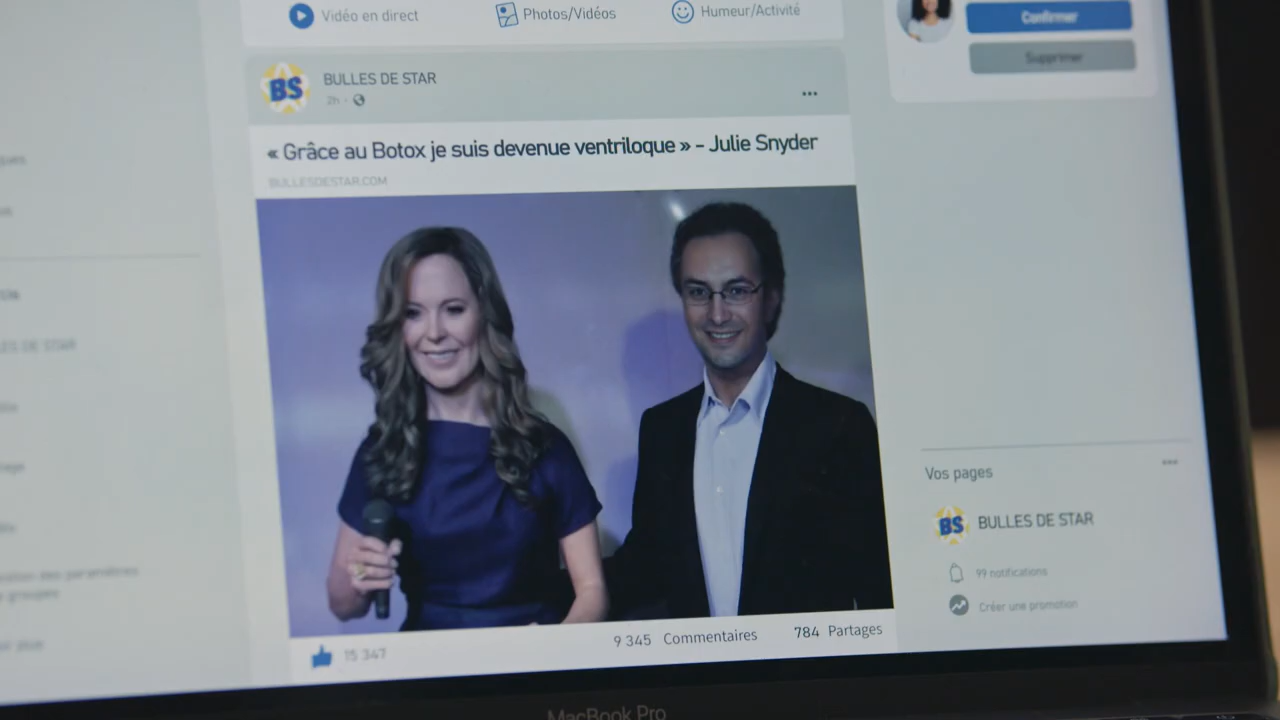 Vidéo en direct
Photos/Vidéos
Humeur/Activité
Confirmer
Supprimer
BS
BULLES DE STAR
2h
« Grâce au Botox je suis devenue ventriloque » - Julie Snyder
BULLESDESTAR.COM
15 347
9 345 Commentaires
784 Partages
Vos pages
BS
BULLES DE STAR
99 notifications
Créer une promotion
MacBook Pro